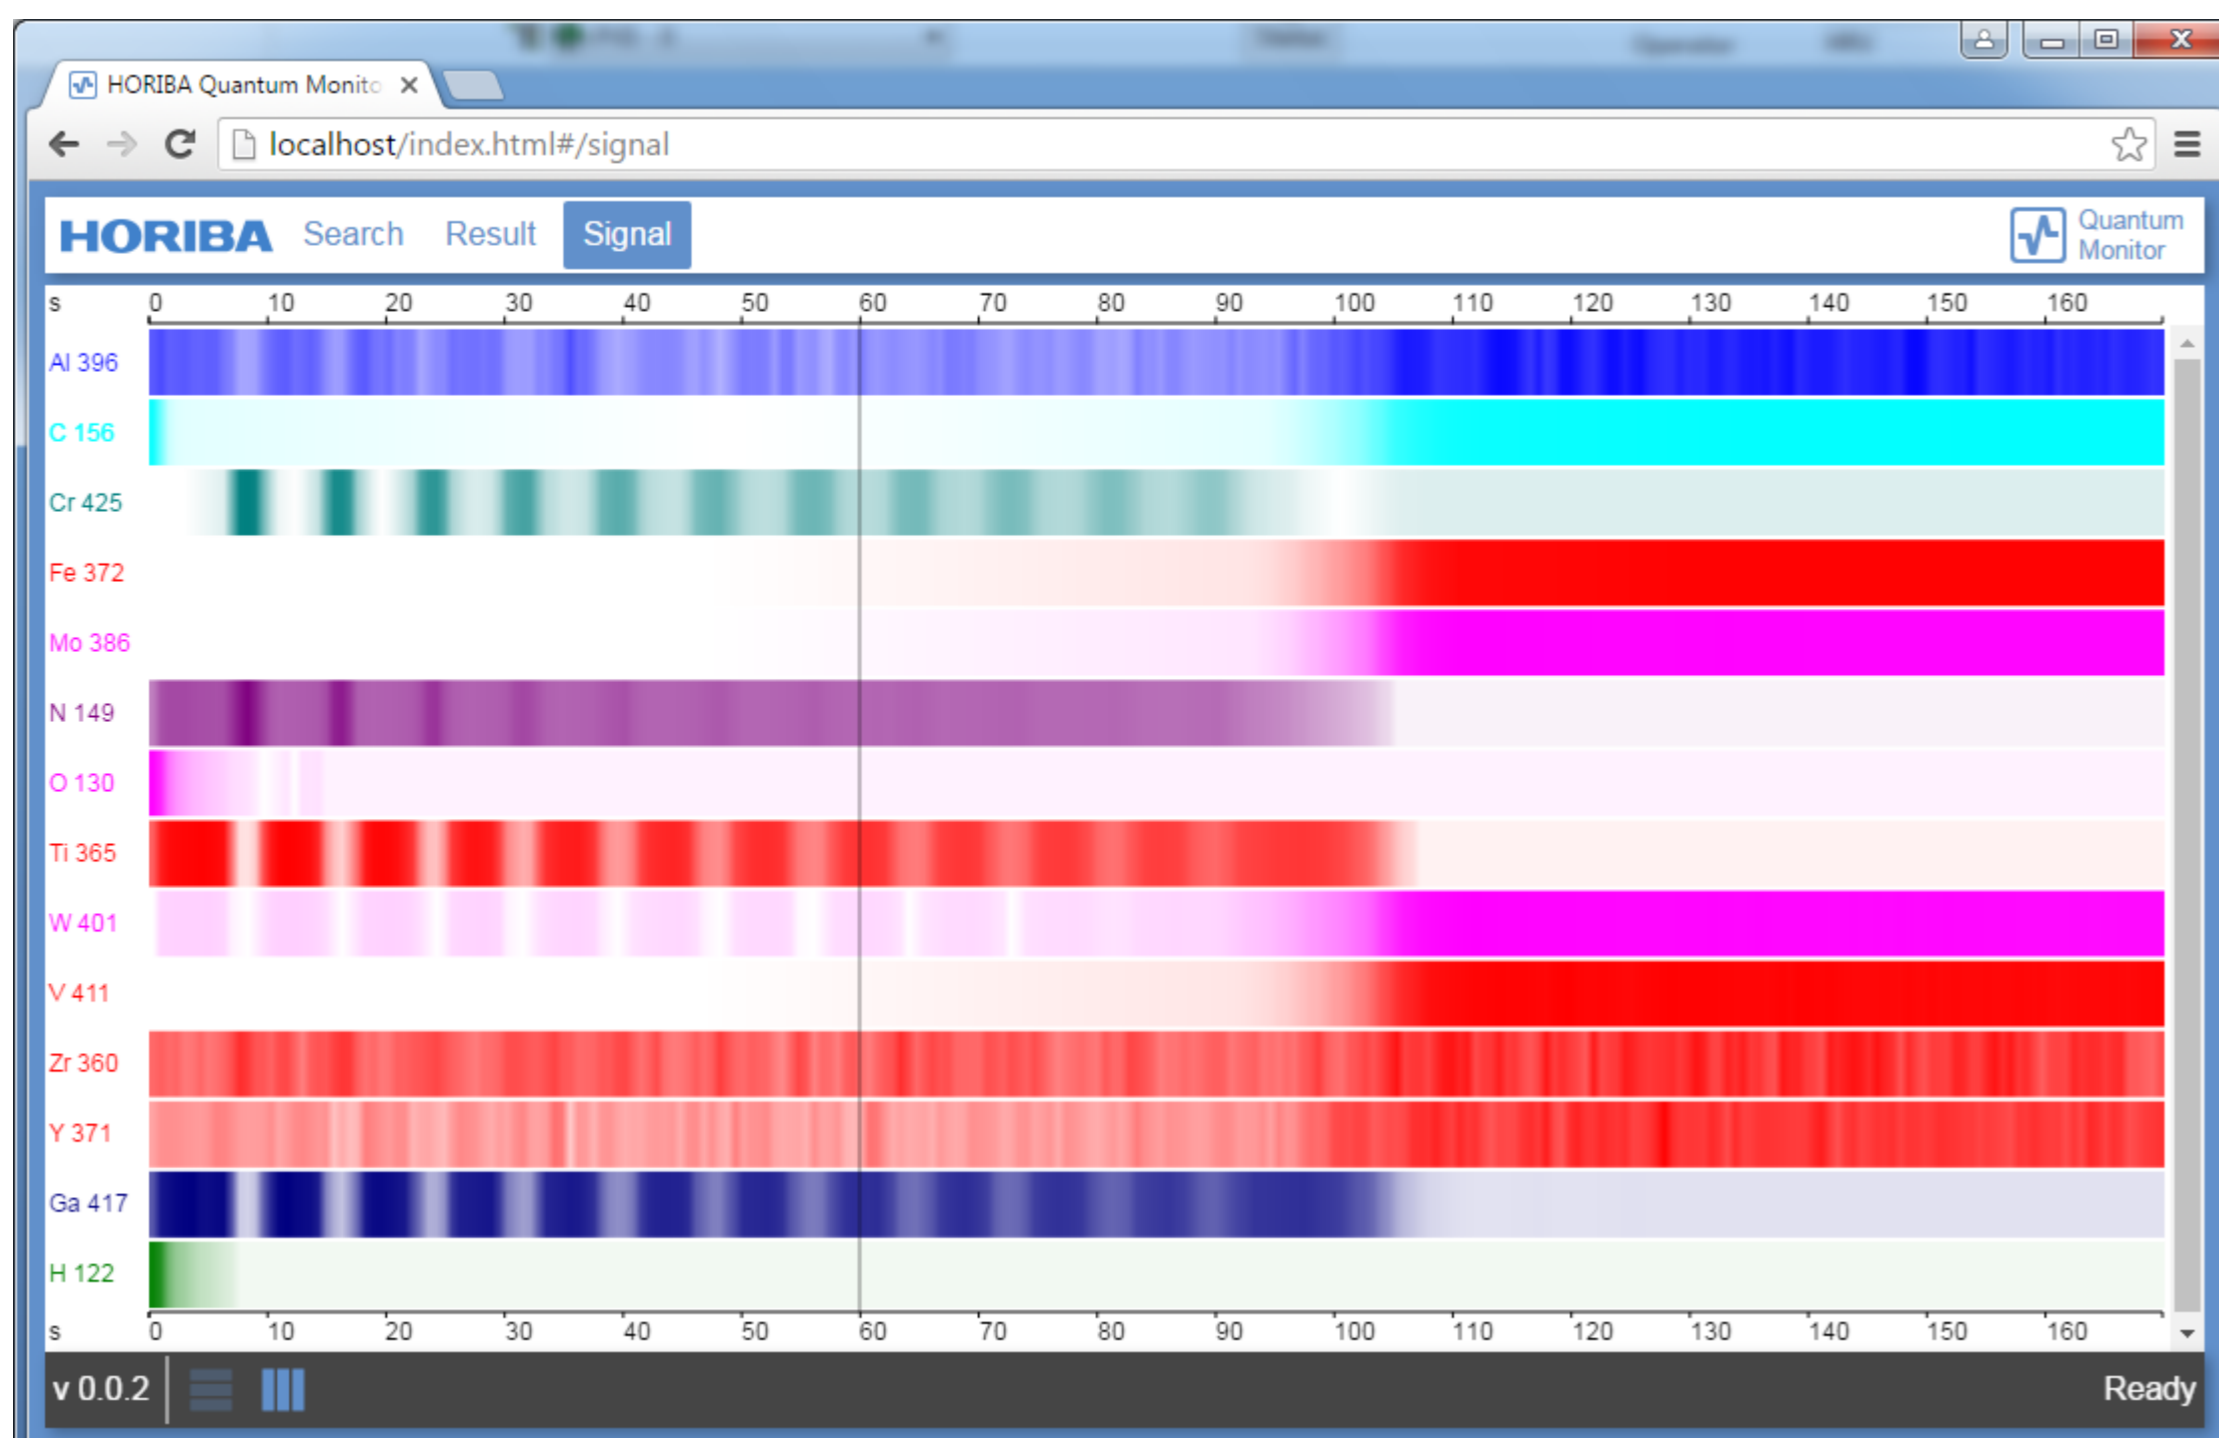 HORIBA Quantum Monito
localhost/index.html#/signal
HORIBA Search Result Signal Quantum Monitor
s 0 10 20 30 40 50 60 70 80 90 100 110 120 130 140 150 160
Al 396
C 156
Cr 425
Fe 372
Mo 386
N 149
O 130
Ti 365
W 401
V 411
Zr 360
Y 371
Ga 417
H 122
s 0 10 20 30 40 50 60 70 80 90 100 110 120 130 140 150 160
v 0.0.2 Ready